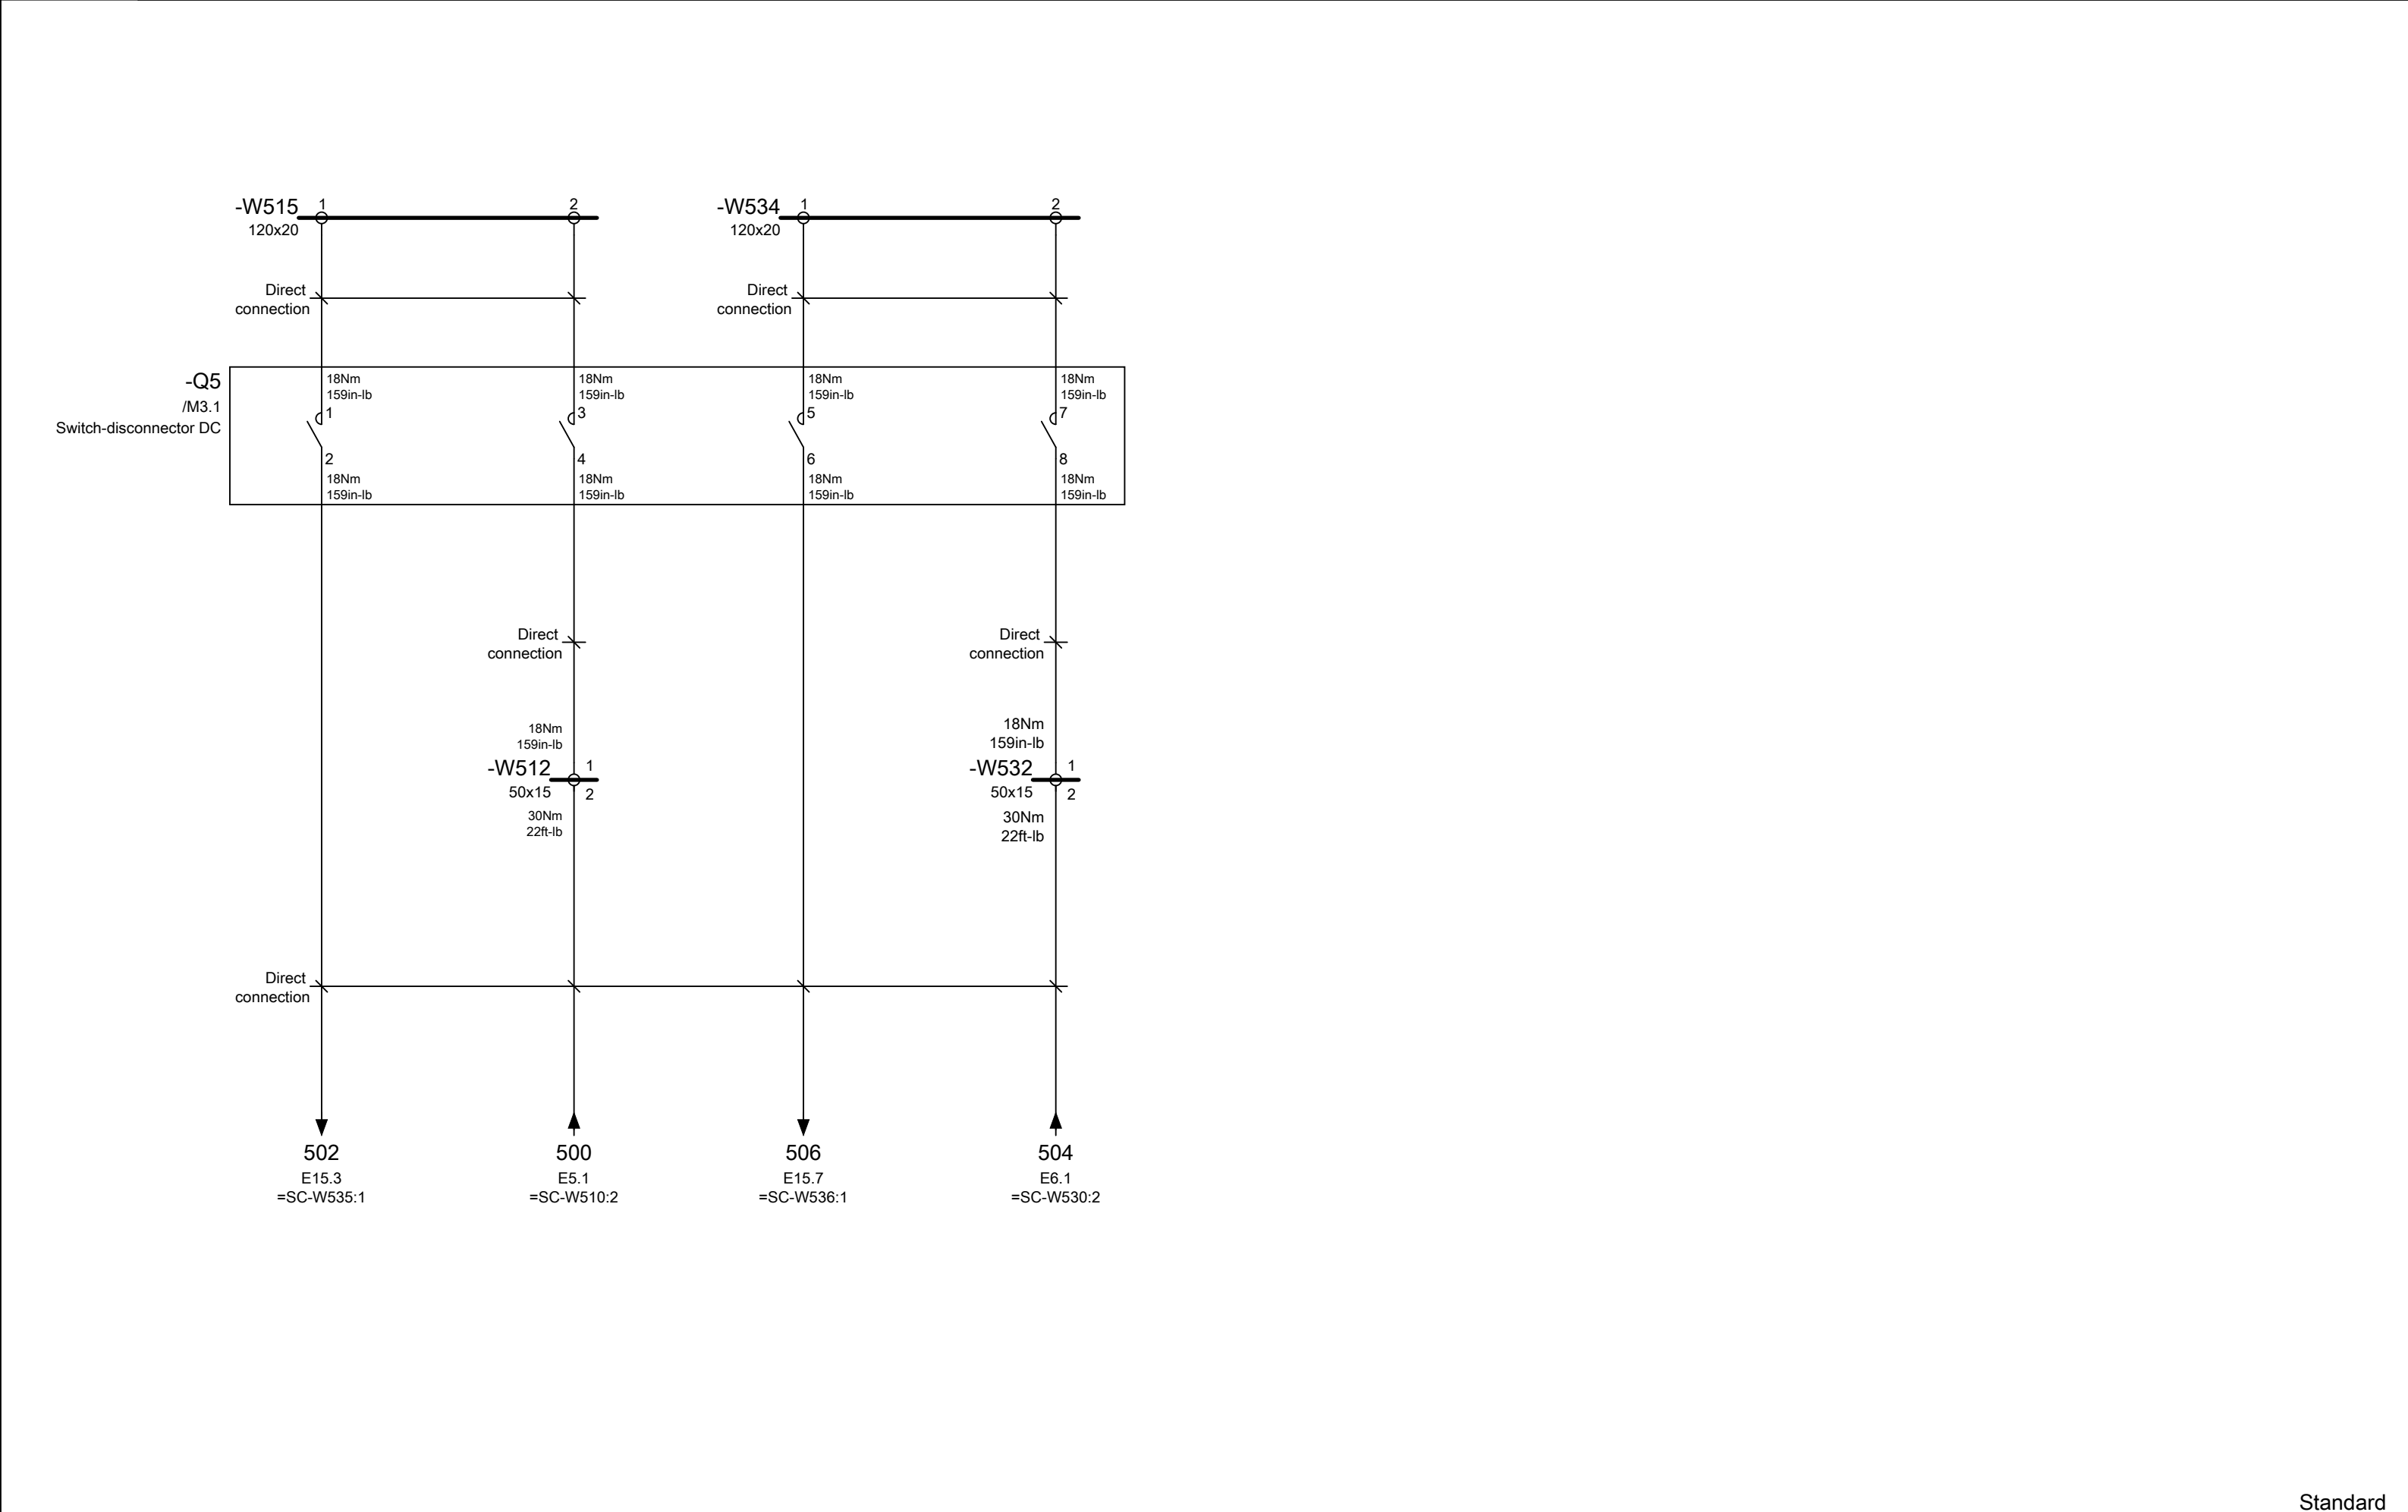 -W515 1 2 -W534 1 2
120x20 120x20
Direct Direct
connection connection
-Q5
/M3.1
Switch-disconnector DC
18Nm 18Nm 18Nm 18Nm
159in-lb 159in-lb 159in-lb 159in-lb
1 3 5 7
2 4 6 8
18Nm 18Nm 18Nm 18Nm
159in-lb 159in-lb 159in-lb 159in-lb
Direct Direct
connection connection
18Nm 18Nm
159in-lb 159in-lb
-W512 1 -W532 1
50x15 2 50x15 2
30Nm 30Nm
22ft-lb 22ft-lb
Direct
connection
502 500 506 504
E15.3 E5.1 E15.7 E6.1
=SC-W535:1 =SC-W510:2 =SC-W536:1 =SC-W530:2
Standard